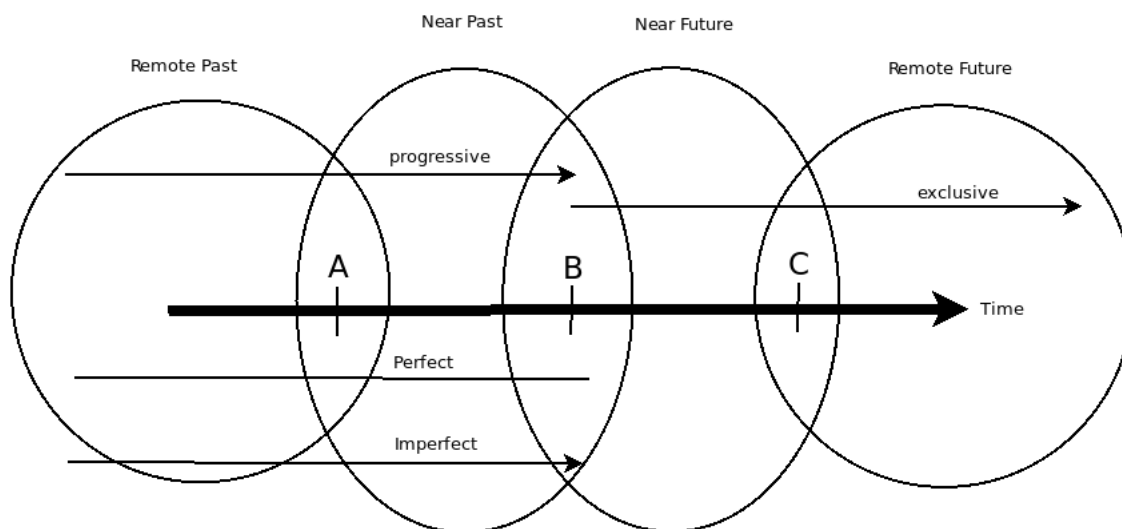 Near Past
Near Future
Remote Past
Remote Future
progressive
exclusive
A
B
C
Time
Perfect
Imperfect